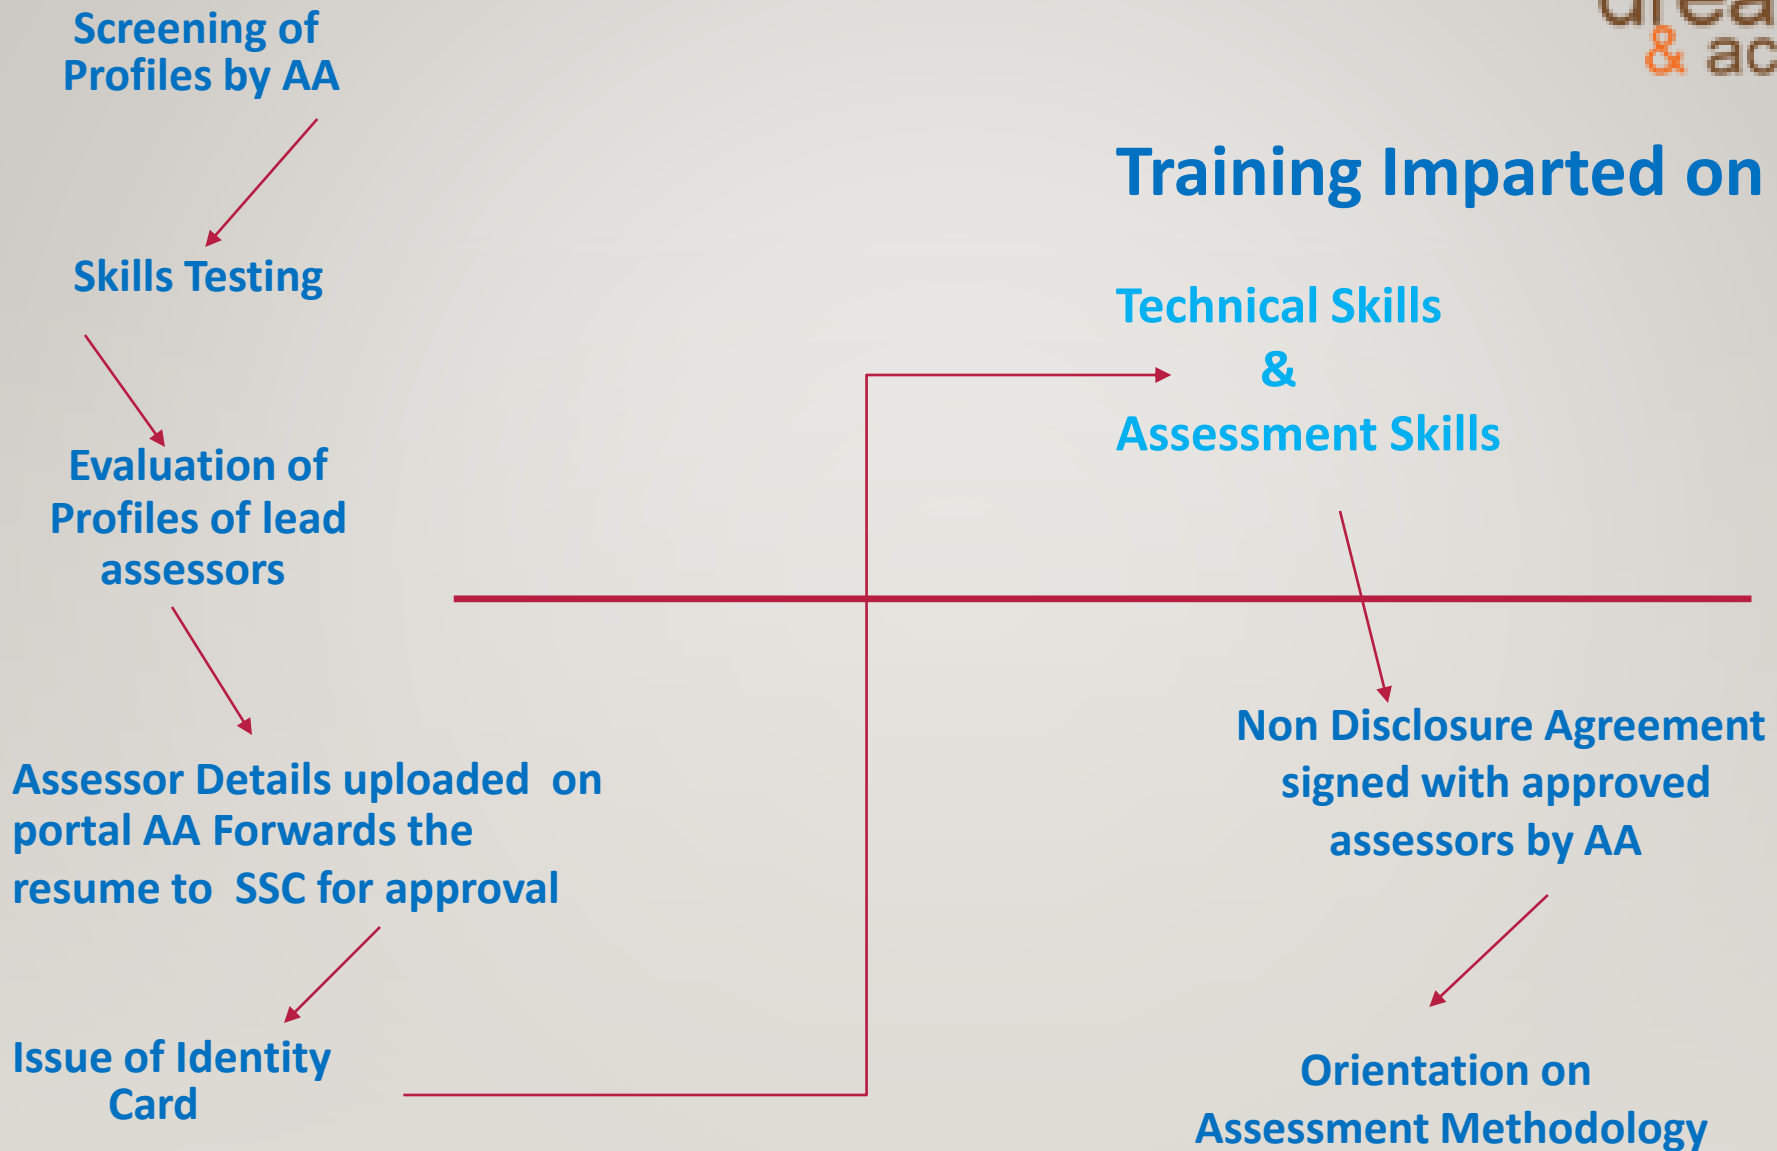 Screening of
Profiles by AA
Skills Testing
Evaluation of
Profiles of lead
assessors
Assessor Details uploaded on
portal AA Forwards the
resume to SSC for approval
Issue of Identity
Card
Training Imparted on
Technical Skills
&
Assessment Skills
Non Disclosure Agreement
signed with approved
assessors by AA
Orientation on
Assessment Methodology